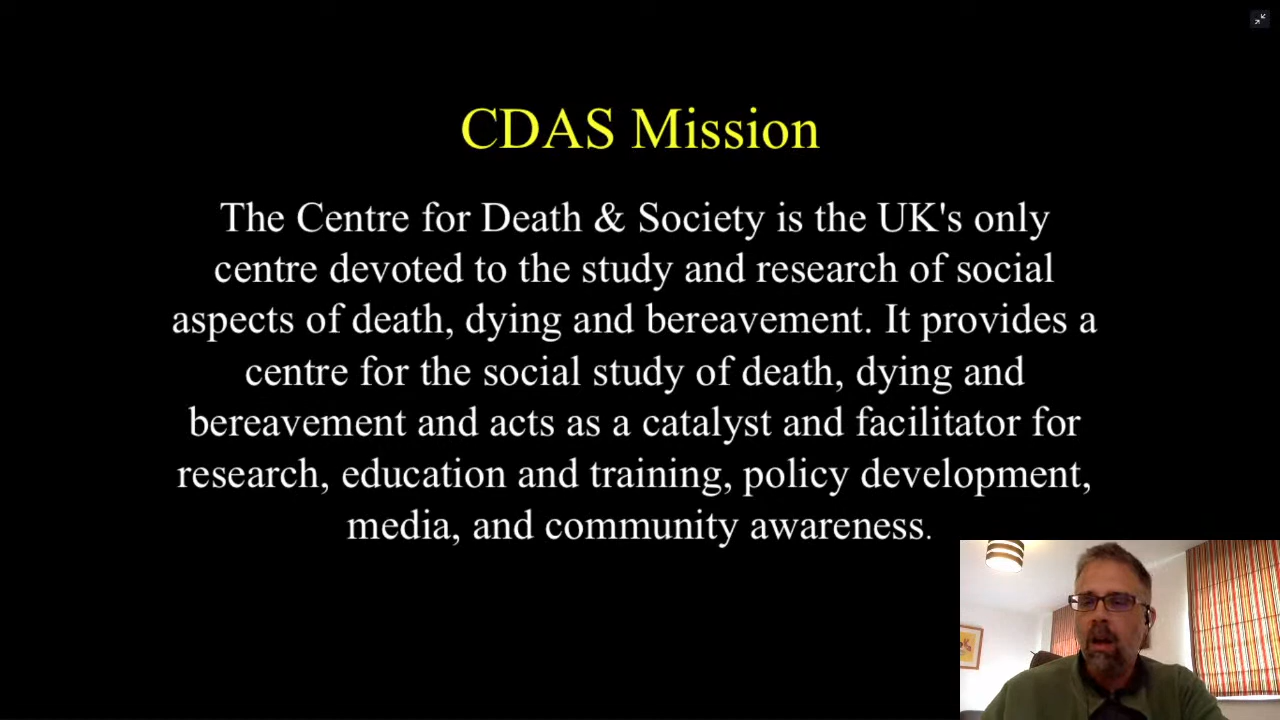 CDAS Mission
The Centre for Death & Society is the UK's only
centre devoted to the study and research of social
aspects of death, dying and bereavement. It provides a
centre for the social study of death, dying and
bereavement and acts as a catalyst and facilitator for
research, education and training, policy development,
media, and community awareness.